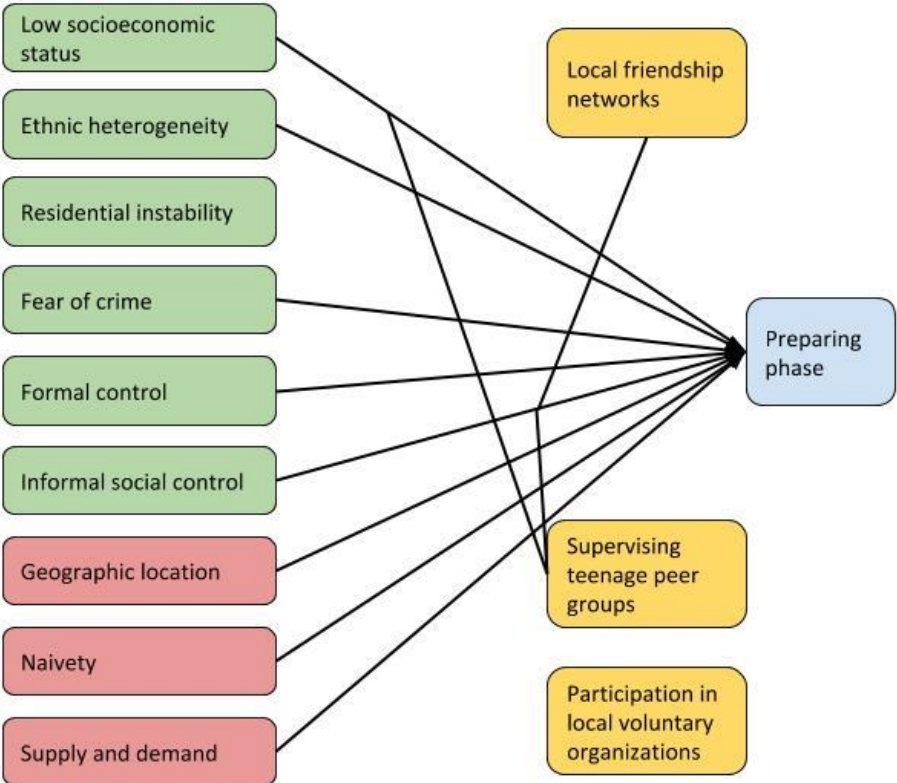 Low socioeconomic
status
Ethnic heterogeneity
Residential instability
Fear of crime
Formal control
Informal social control
Geographic location
Naivety
Supply and demand
Local friendship
networks
Supervising
teenage peer
groups
Participation in
local voluntary
organizations
Preparing
phase